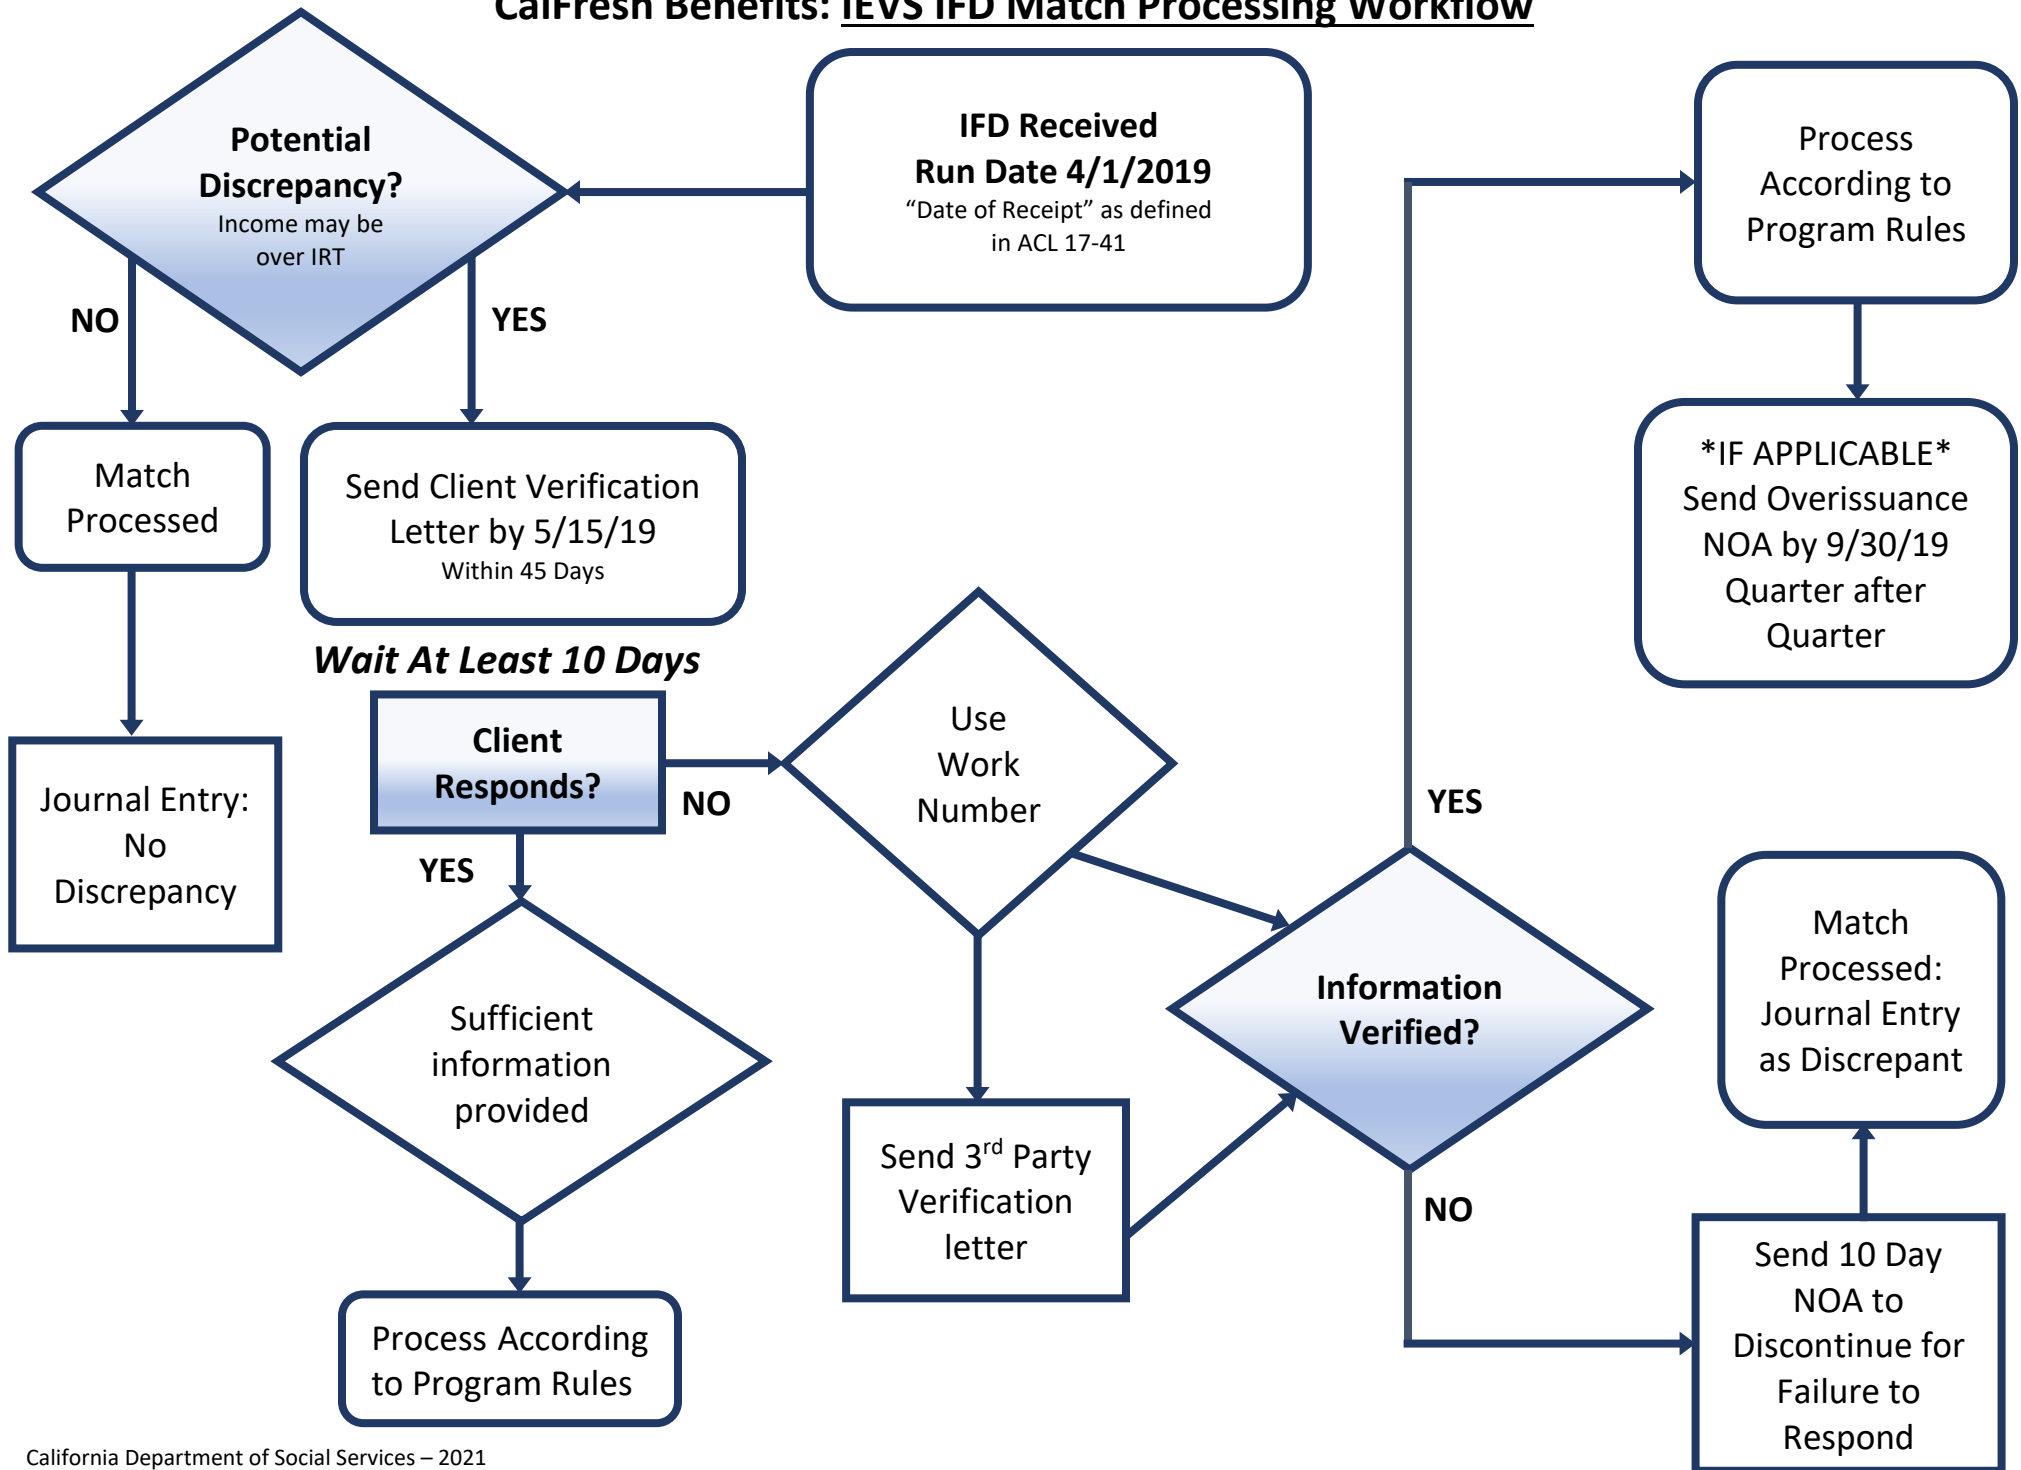 CalFresh Benefits: IEVS IFD Match Processing Workflow
Potential
Discrepancy?
Income may be
over IRT
IFD Received
Run Date 4/1/2019
“Date of Receipt” as defined
in ACL 17-41
Process
According to
Program Rules
NO
YES
Match
Processed
Send Client Verification
Letter by 5/15/19
Within 45 Days
*IF APPLICABLE*
Send Overissuance
NOA by 9/30/19
Quarter after
Quarter
Wait At Least 10 Days
Journal Entry:
No
Discrepancy
Client
Responds?
NO
YES
Use
Work
Number
YES
Sufficient
information
provided
Information
Verified?
Match
Processed:
Journal Entry
as Discrepant
Send 3rd Party
Verification
letter
NO
Process According
to Program Rules
Send 10 Day
NOA to
Discontinue for
Failure to
Respond
California Department of Social Services – 2021